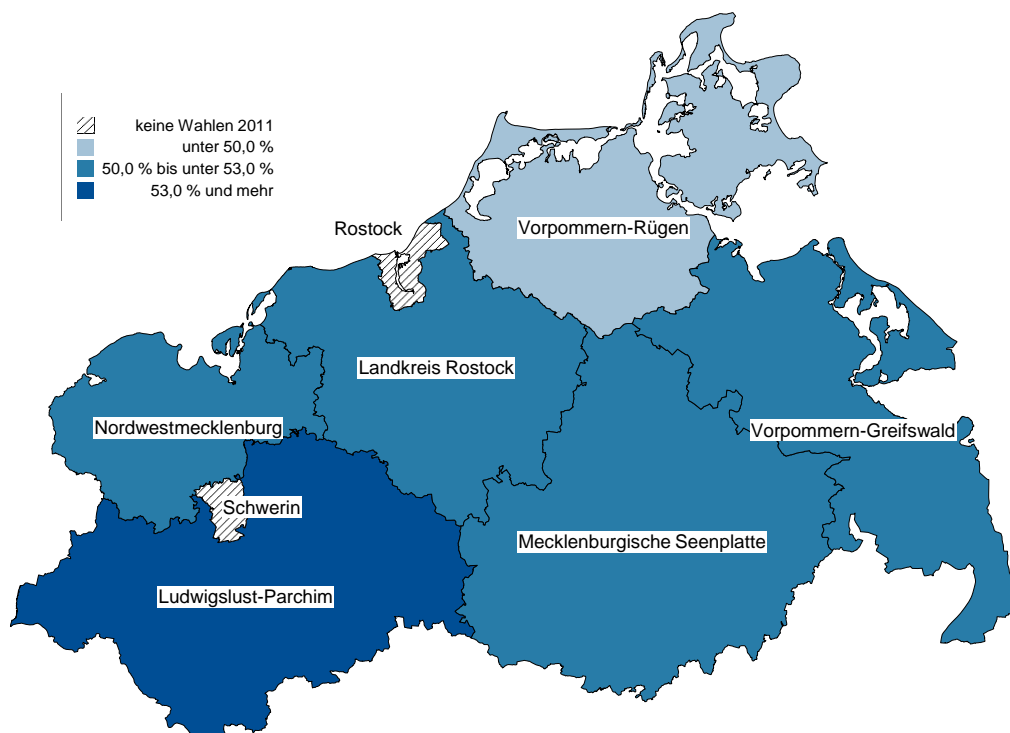 keine Wahlen 2011
unter 50,0 %
50,0 % bis unter 53,0 %
53,0 % und mehr
Rostock
Vorpommern-Rügen
Landkreis Rostock
Nordwestmecklenburg
Vorpommern-Greifswald
Schwerin
Mecklenburgische Seenplatte
Ludwigslust-Parchim